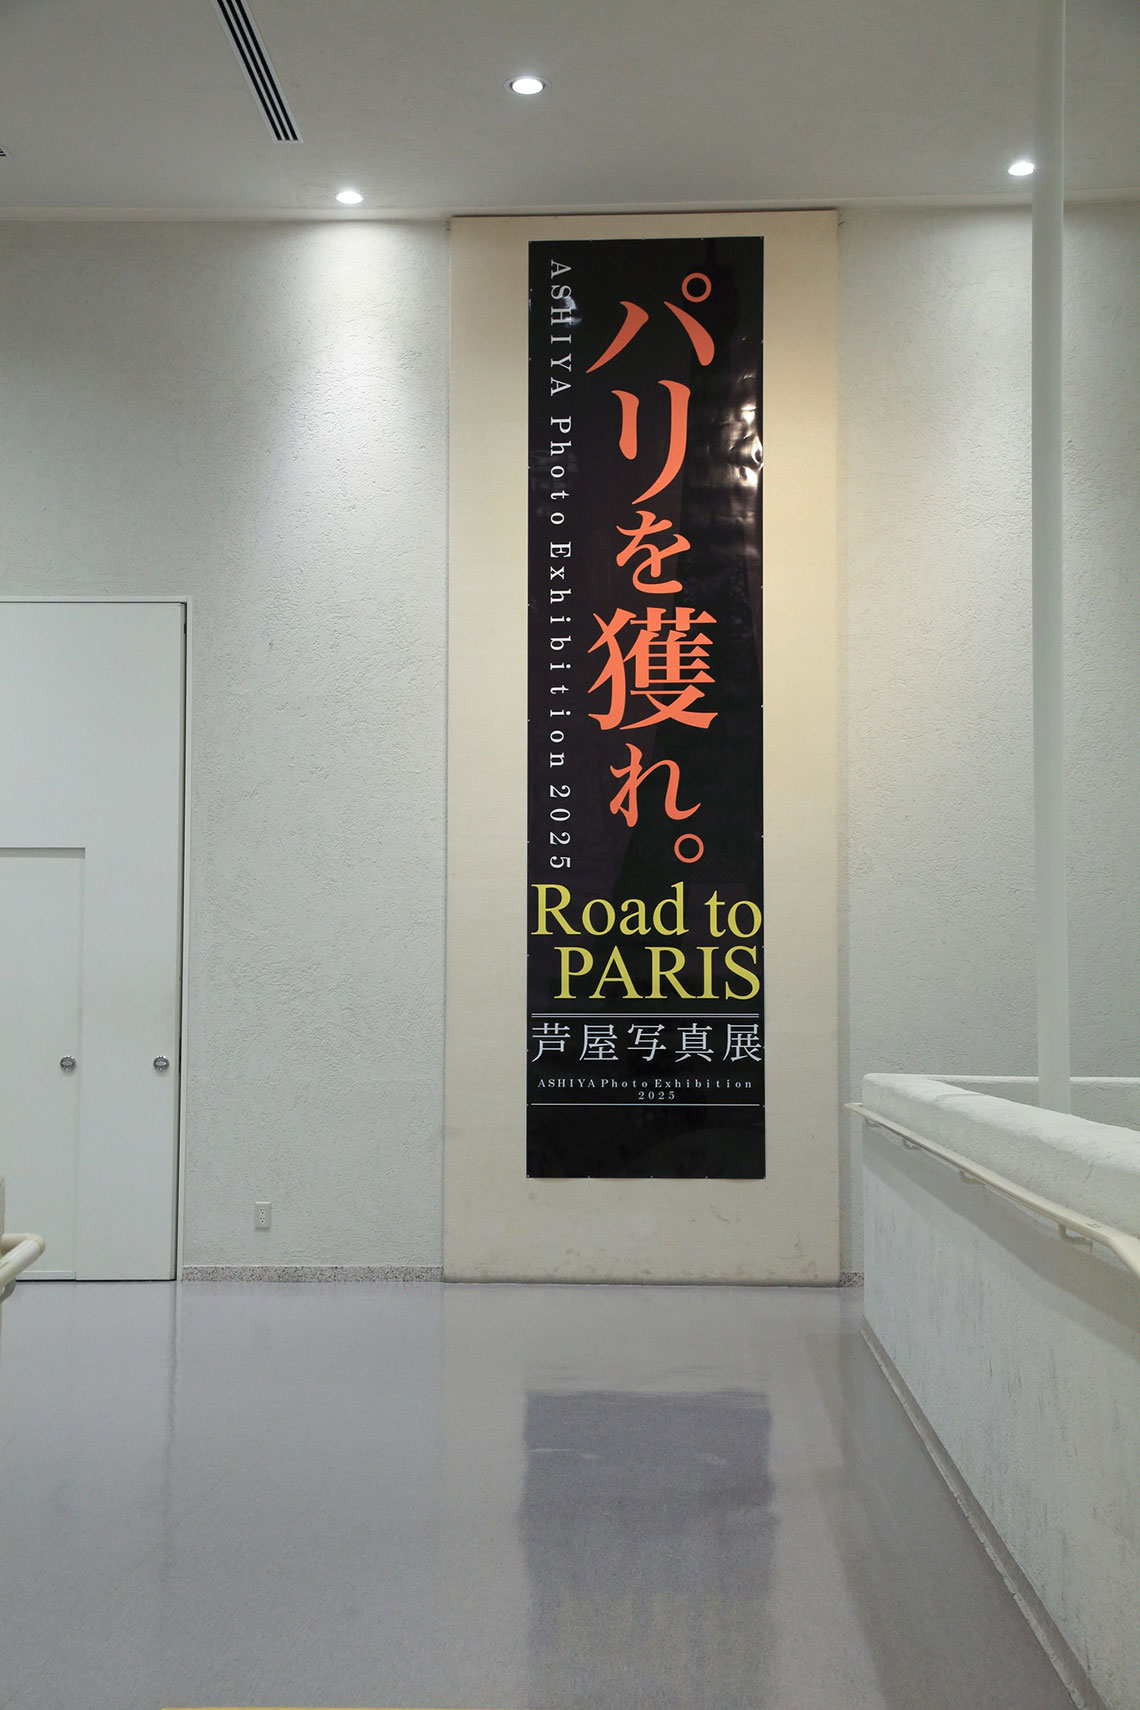 パリを獲れ。
ASHIYA Photo Exhibition 2025
Road to
PARIS
芦屋写真展
ASHIYA Photo Exhibition
2025